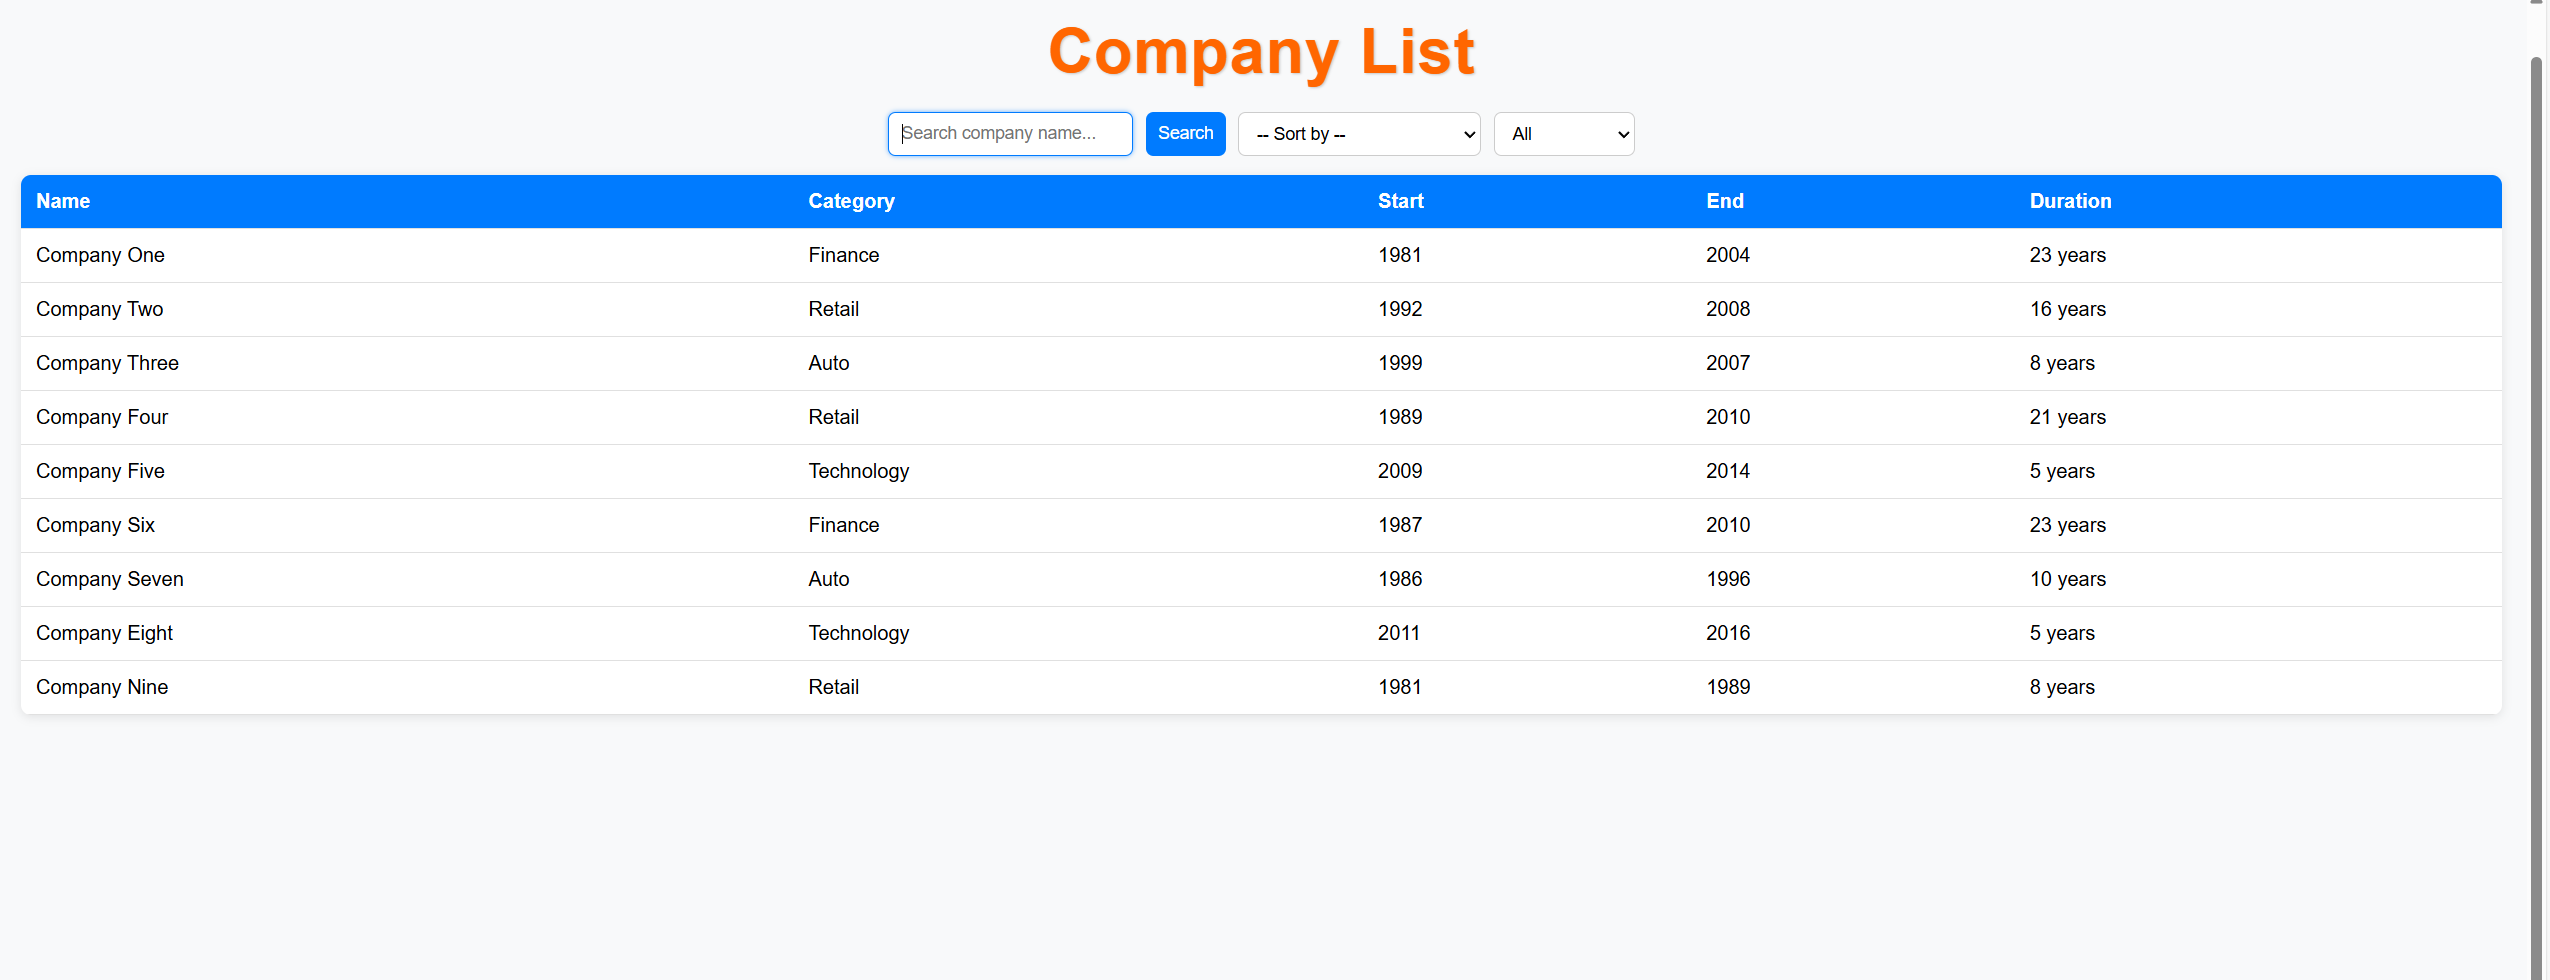 Company List
Search company name... Search -- Sort by -- All
Name Category Start End Duration
Company One Finance 1981 2004 23 years
Company Two Retail 1992 2008 16 years
Company Three Auto 1999 2007 8 years
Company Four Retail 1989 2010 21 years
Company Five Technology 2009 2014 5 years
Company Six Finance 1987 2010 23 years
Company Seven Auto 1986 1996 10 years
Company Eight Technology 2011 2016 5 years
Company Nine Retail 1981 1989 8 years